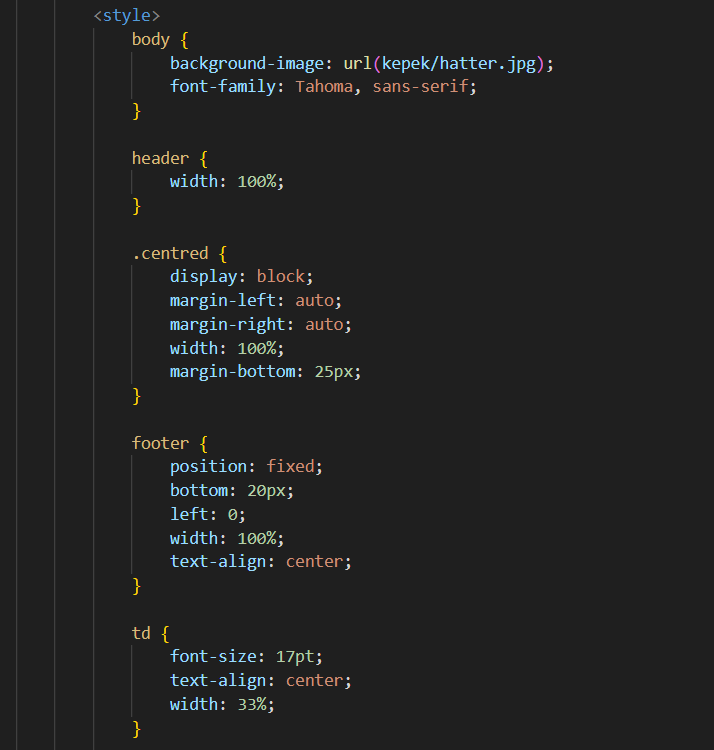 <style>
body {
background-image: url(kepek/hatter.jpg);
font-family: Tahoma, sans-serif;
}
header {
width: 100%;
}
.centred {
display: block;
margin-left: auto;
margin-right: auto;
width: 100%;
margin-bottom: 25px;
}
footer {
position: fixed;
bottom: 20px;
left: 0;
width: 100%;
text-align: center;
}
td {
font-size: 17pt;
text-align: center;
width: 33%;
}